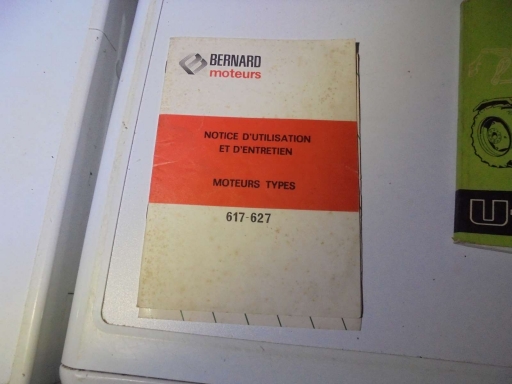 BERNARD
moteurs
NOTICE D'UTILISATION
ET D'ENTRETIEN
MOTEURS TYPES
617-627
U-